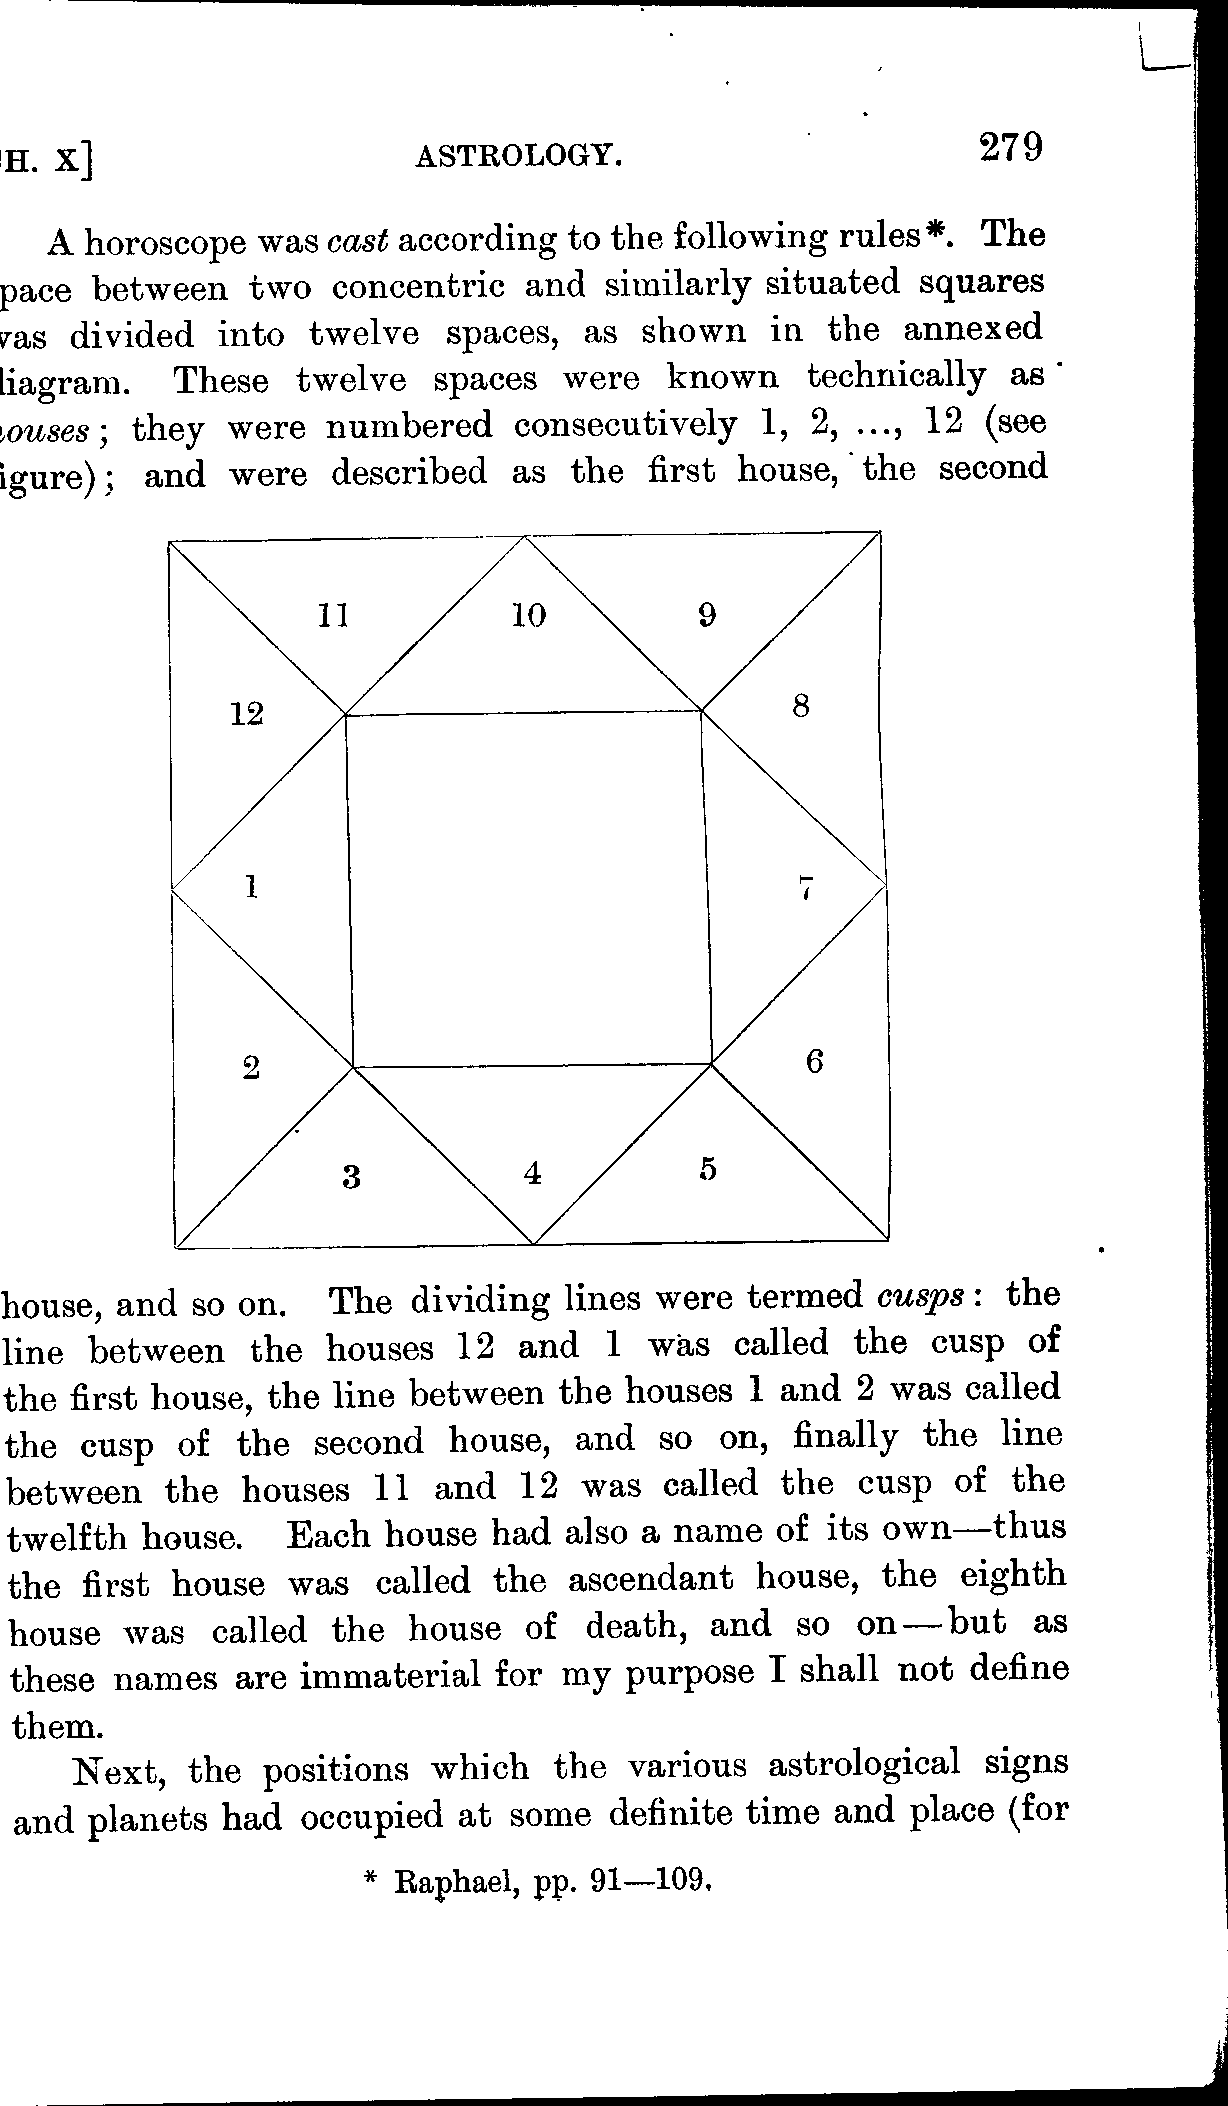 H. X] ASTROLOGY. 279
A horoscope was cast according to the following rules*. The
pace between two concentric and similarly situated squares
was divided into twelve spaces, as shown in the annexed
liagram. These twelve spaces were known technically as
ouses; they were numbered consecutively 1, 2, ..., 12 (see
igure); and were described as the first house, the second
11 10 9
12 8
1 7
2 6
3 4 5
house, and so on. The dividing lines were termed cusps: the
line between the houses 12 and 1 was called the cusp of
the first house, the line between the houses 1 and 2 was called
the cusp of the second house, and so on, finally the line
between the houses 11 and 12 was called the cusp of the
twelfth house. Each house had also a name of its own—thus
the first house was called the ascendant house, the eighth
house was called the house of death, and so on—but as
these names are immaterial for my purpose I shall not define
them.
Next, the positions which the various astrological signs
and planets had occupied at some definite time and place (for
* Raphael, pp. 91—109.